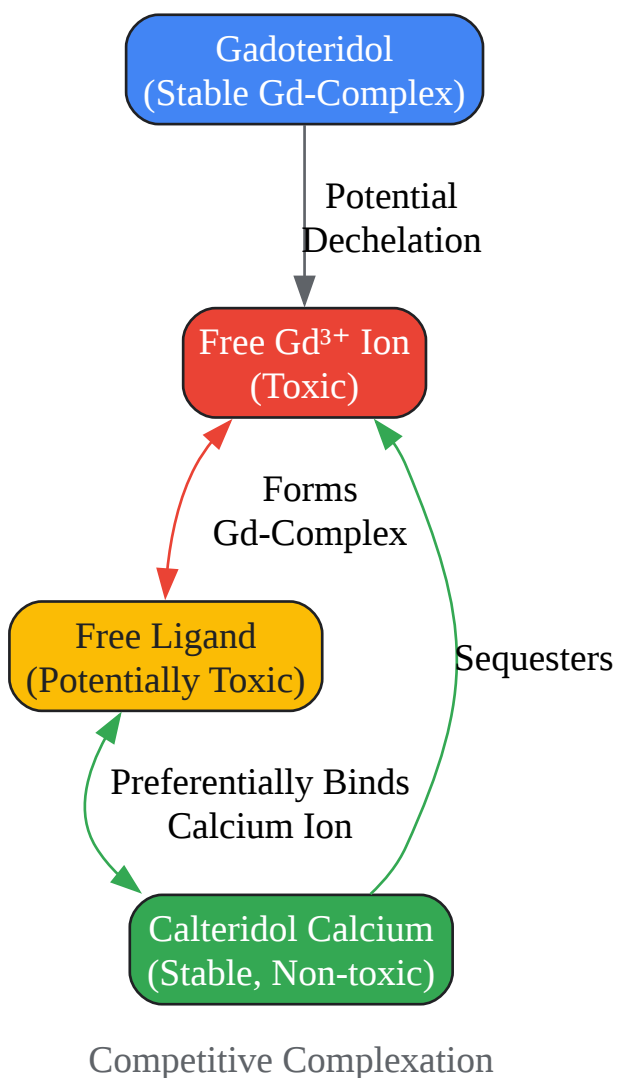 Gadoteridol
(Stable Gd-Complex)
Potential
Dechelation
Free Gd³⁺ Ion
(Toxic)
Forms
Gd-Complex
Free Ligand
(Potentially Toxic)
Sequesters
Preferentially Binds
Calcium Ion
Calteridol Calcium
(Stable, Non-toxic)
Competitive Complexation